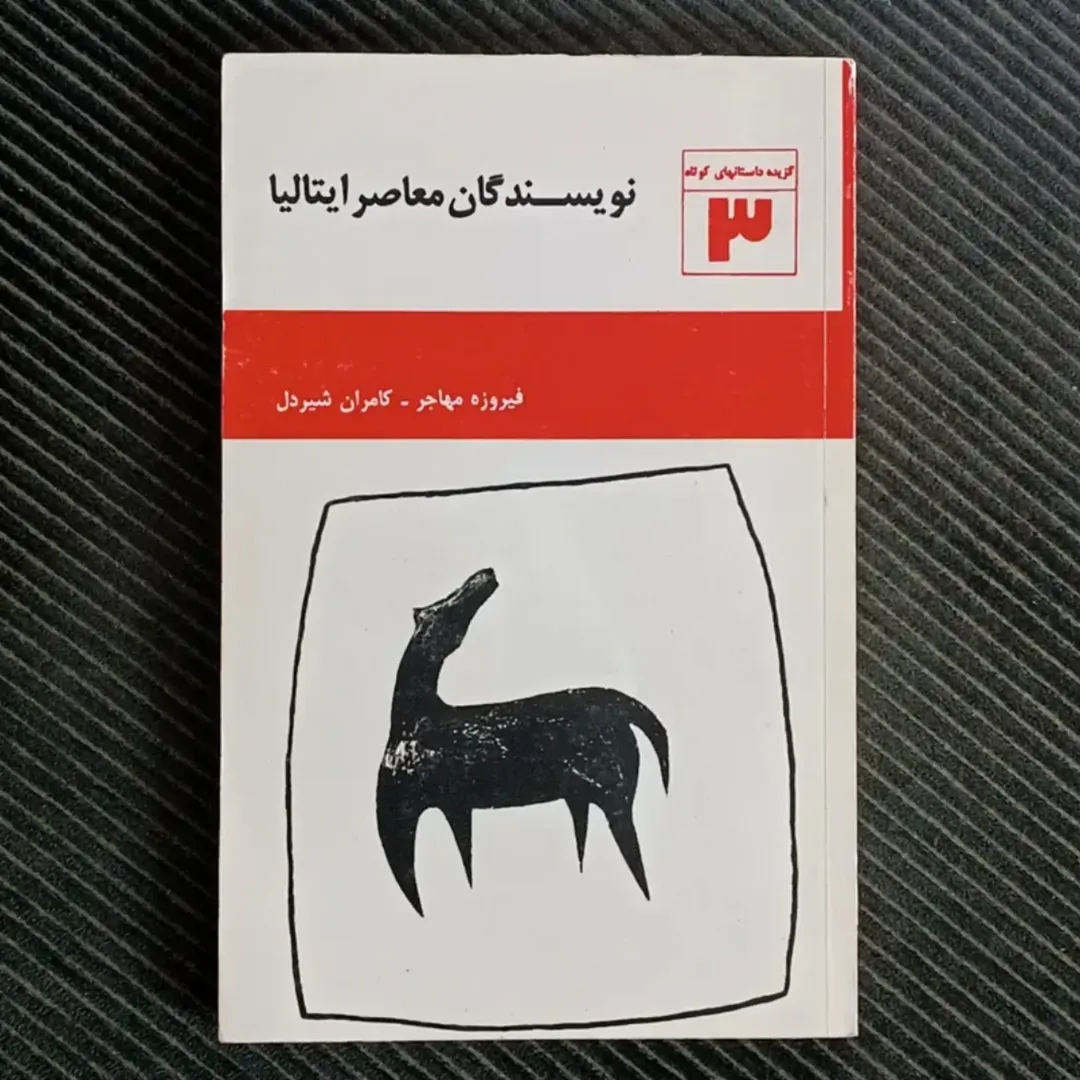 گزیده داستانهای کوتاه
۳
نویسندگان معاصر ایتالیا
فیروزه مهاجر - کامران شیردل